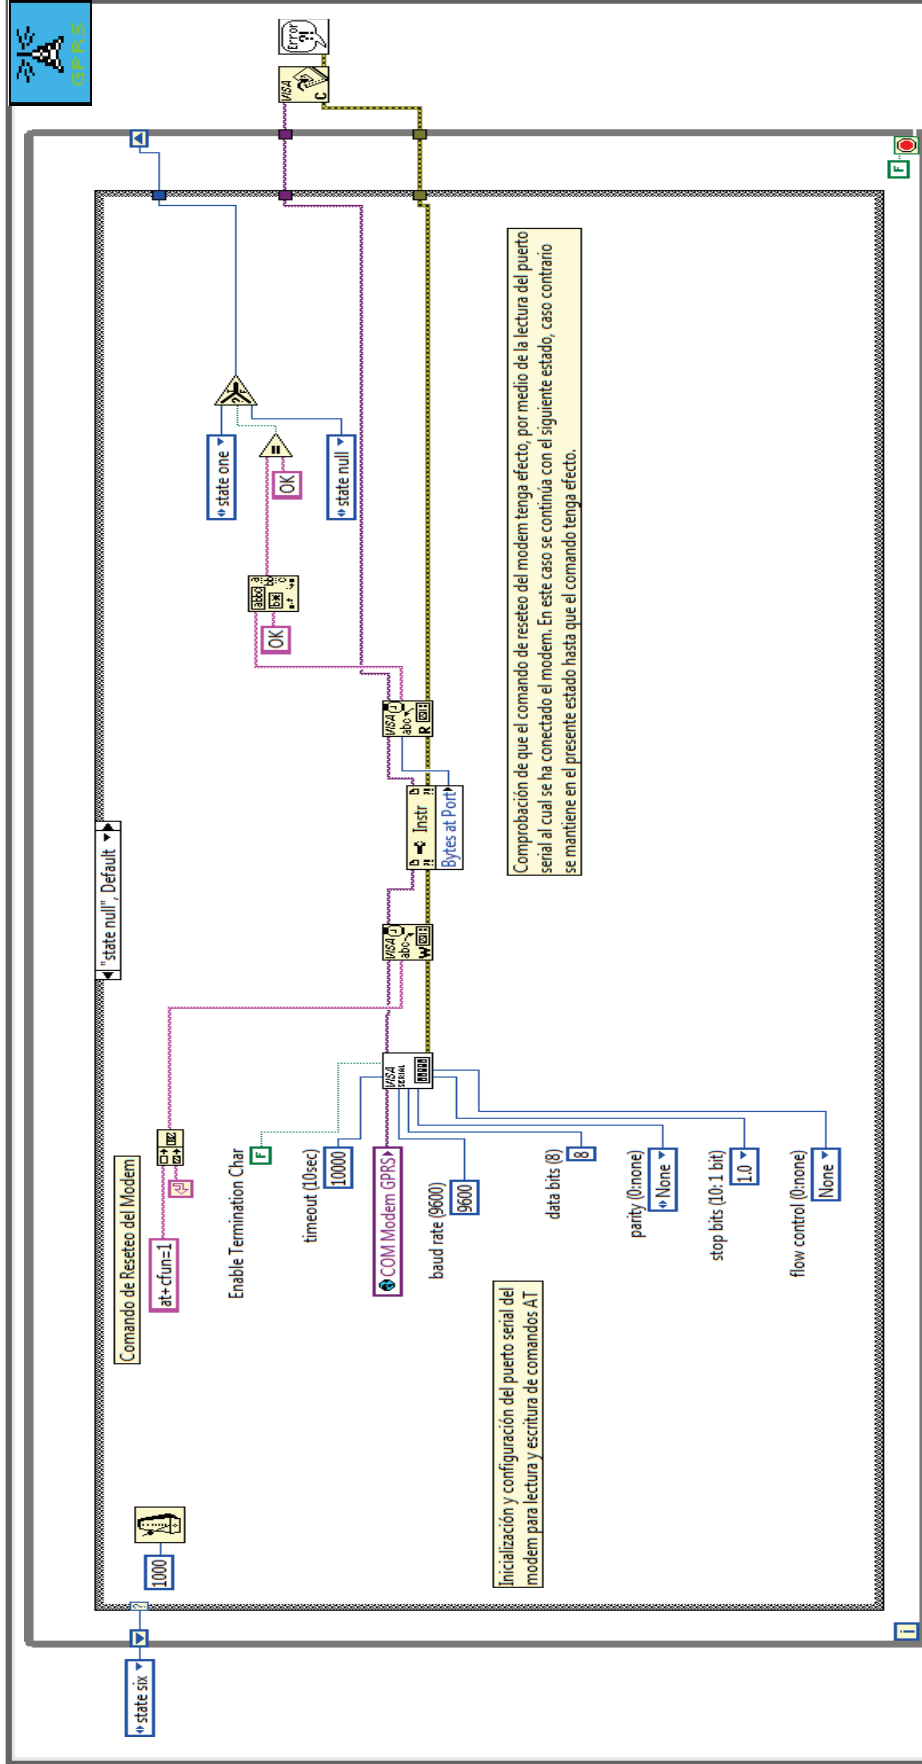 GPRS
"state null", Default
state six
1000
Comando de Reseteo del Modem
at+cfun=1
Enable Termination Char
F
timeout (10sec)
10000
COM Modem GPRS
baud rate (9600)
9600
data bits (8)
8
parity (0:none)
None
stop bits (10: 1 bit)
1.0
flow control (0:none)
None
Inicialización y configuración del puerto serial del
modem para lectura y escritura de comandos AT
VISA
SERIAL
VISA
abc
W
Instr
Bytes at Port
VISA
abc
R
OK
OK
state one
state null
Comprobación de que el comando de reseteo del modem tenga efecto, por medio de la lectura del puerto
serial al cual se ha conectado el modem. En este caso se continúa con el siguiente estado, caso contrario
se mantiene en el presente estado hasta que el comando tenga efecto.
VISA
C
Error
?!
i
F